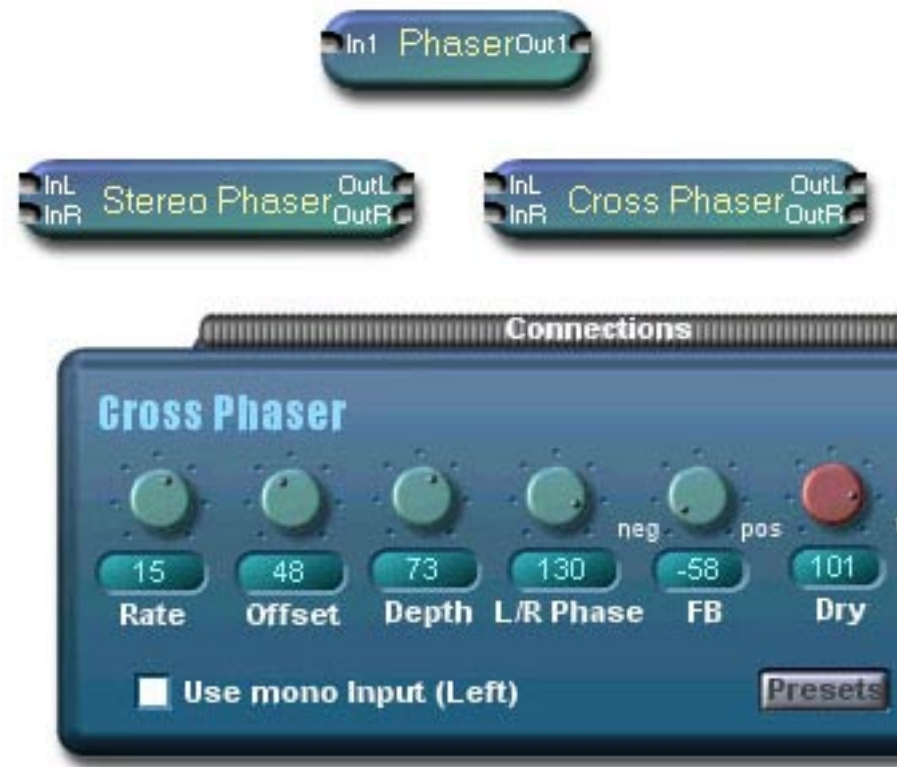 In1 Phaser Out1
InL Stereo Phaser OutL
InR OutR
InL Cross Phaser OutL
InR OutR
Connections
Cross Phaser
neg pos
15 48 73 130 -58 101
Rate Offset Depth L/R Phase FB Dry
Use mono Input (Left)
Presets